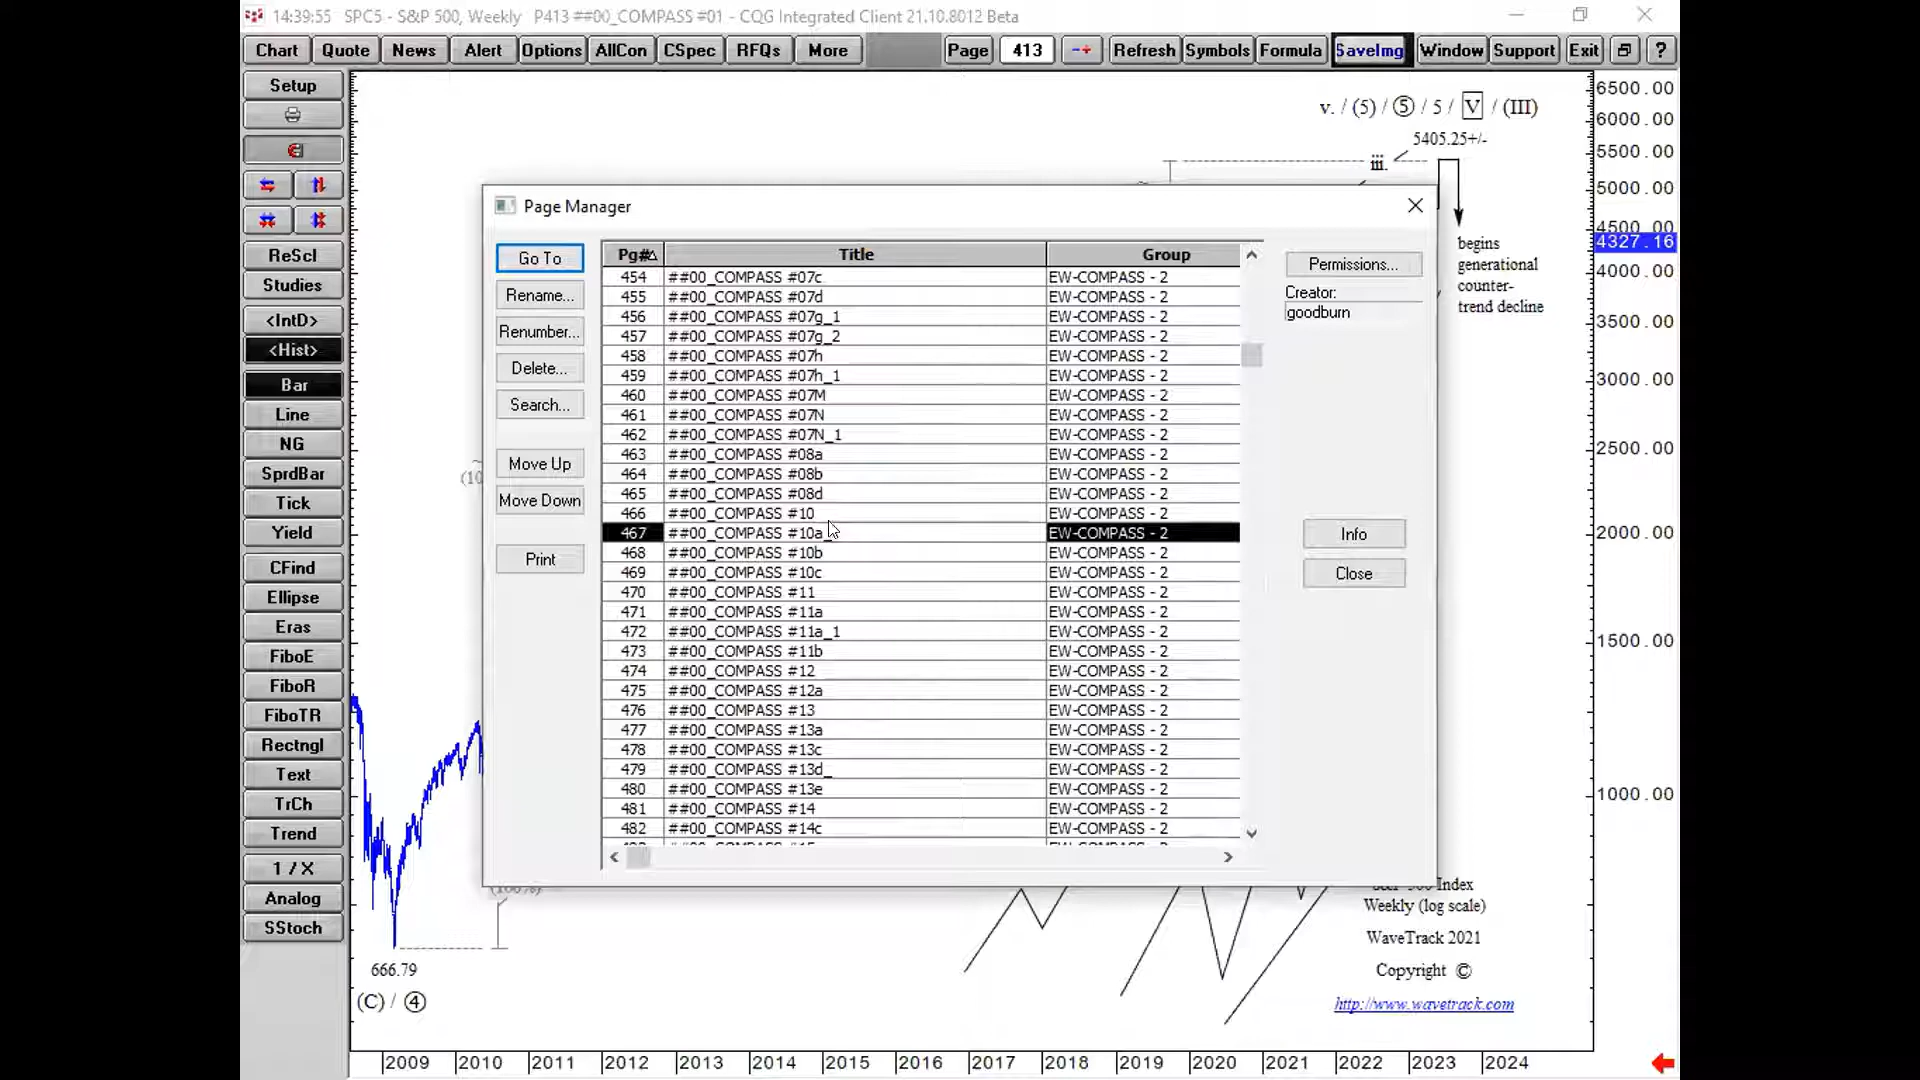 14:39:55 SPC5 - S&P 500, Weekly P413 ##00_COMPASS #01 - CQG Integrated Client 21.10.8012 Beta
Chart Quote News Alert Options AllCon CSpec RFQs More Page 413 -+ Refresh Symbols Formula SaveImg Window Support Exit ?
Setup
ReScl
Studies
<IntD>
<Hist>
Bar
Line
NG
SprdBar
Tick
Yield
CFind
Ellipse
Eras
FiboE
FiboR
FiboTR
Rectngl
Text
TrCh
Trend
1 / X
Analog
SStoch
v. / (5) / ⑤ / 5 / V / (III)
5405.25+/-
iii.
begins
generational
counter-
trend decline
6500.00
6000.00
5500.00
5000.00
4500.00
4327.16
4000.00
3500.00
3000.00
2500.00
2000.00
1500.00
1000.00
Page Manager
Go To
Rename...
Renumber...
Delete...
Search...
Move Up
Move Down
Print
Pg# Title Group
454 ##00_COMPASS #07c EW-COMPASS - 2
455 ##00_COMPASS #07d EW-COMPASS - 2
456 ##00_COMPASS #07g_1 EW-COMPASS - 2
457 ##00_COMPASS #07g_2 EW-COMPASS - 2
458 ##00_COMPASS #07h EW-COMPASS - 2
459 ##00_COMPASS #07h_1 EW-COMPASS - 2
460 ##00_COMPASS #07M EW-COMPASS - 2
461 ##00_COMPASS #07N EW-COMPASS - 2
462 ##00_COMPASS #07N_1 EW-COMPASS - 2
463 ##00_COMPASS #08a EW-COMPASS - 2
464 ##00_COMPASS #08b EW-COMPASS - 2
465 ##00_COMPASS #08d EW-COMPASS - 2
466 ##00_COMPASS #10 EW-COMPASS - 2
467 ##00_COMPASS #10a_ EW-COMPASS - 2
468 ##00_COMPASS #10b EW-COMPASS - 2
469 ##00_COMPASS #10c EW-COMPASS - 2
470 ##00_COMPASS #11 EW-COMPASS - 2
471 ##00_COMPASS #11a EW-COMPASS - 2
472 ##00_COMPASS #11a_1 EW-COMPASS - 2
473 ##00_COMPASS #11b EW-COMPASS - 2
474 ##00_COMPASS #12 EW-COMPASS - 2
475 ##00_COMPASS #12a EW-COMPASS - 2
476 ##00_COMPASS #13 EW-COMPASS - 2
477 ##00_COMPASS #13a EW-COMPASS - 2
478 ##00_COMPASS #13c EW-COMPASS - 2
479 ##00_COMPASS #13d_ EW-COMPASS - 2
480 ##00_COMPASS #13e EW-COMPASS - 2
481 ##00_COMPASS #14 EW-COMPASS - 2
482 ##00_COMPASS #14c EW-COMPASS - 2
Permissions...
Creator:
goodburn
Info
Close
(10
666.79
(C) / ④
Index
Weekly (log scale)
WaveTrack 2021
Copyright ©
http://www.wavetrack.com
2009 2010 2011 2012 2013 2014 2015 2016 2017 2018 2019 2020 2021 2022 2023 2024